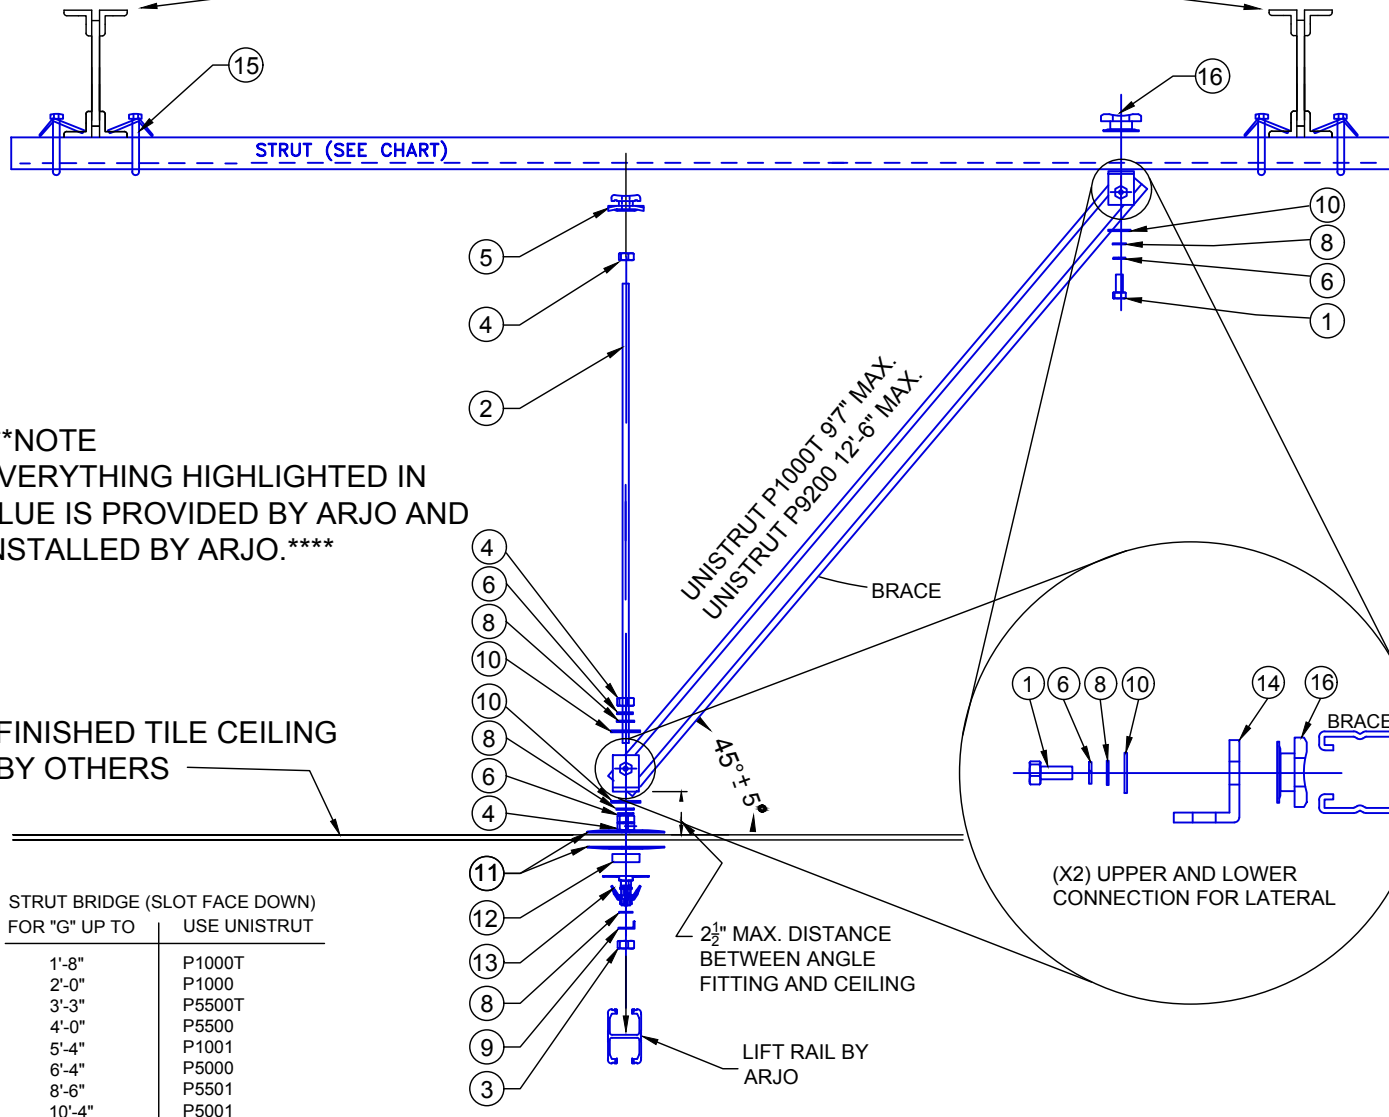 15
16
STRUT (SEE CHART)
5
4
2
10
8
6
1
UNISTRUT P1000T 9'7" MAX.
UNISTRUT P9200 12'-6" MAX.
*NOTE
VERYTHING HIGHLIGHTED IN
LUE IS PROVIDED BY ARJO AND
NSTALLED BY ARJO.****
BRACE
4
6
8
10
10
8
6
4
11
12
13
8
9
3
45° ± 5°
FINISHED TILE CEILING
BY OTHERS
1 6 8 10 14 16
BRACE
(X2) UPPER AND LOWER
CONNECTION FOR LATERAL
2½" MAX. DISTANCE
BETWEEN ANGLE
FITTING AND CEILING
LIFT RAIL BY
ARJO
STRUT BRIDGE (SLOT FACE DOWN)
FOR "G" UP TO USE UNISTRUT
1'-8" P1000T
2'-0" P1000
3'-3" P5500T
4'-0" P5500
5'-4" P1001
6'-4" P5000
8'-6" P5501
10'-4" P5001